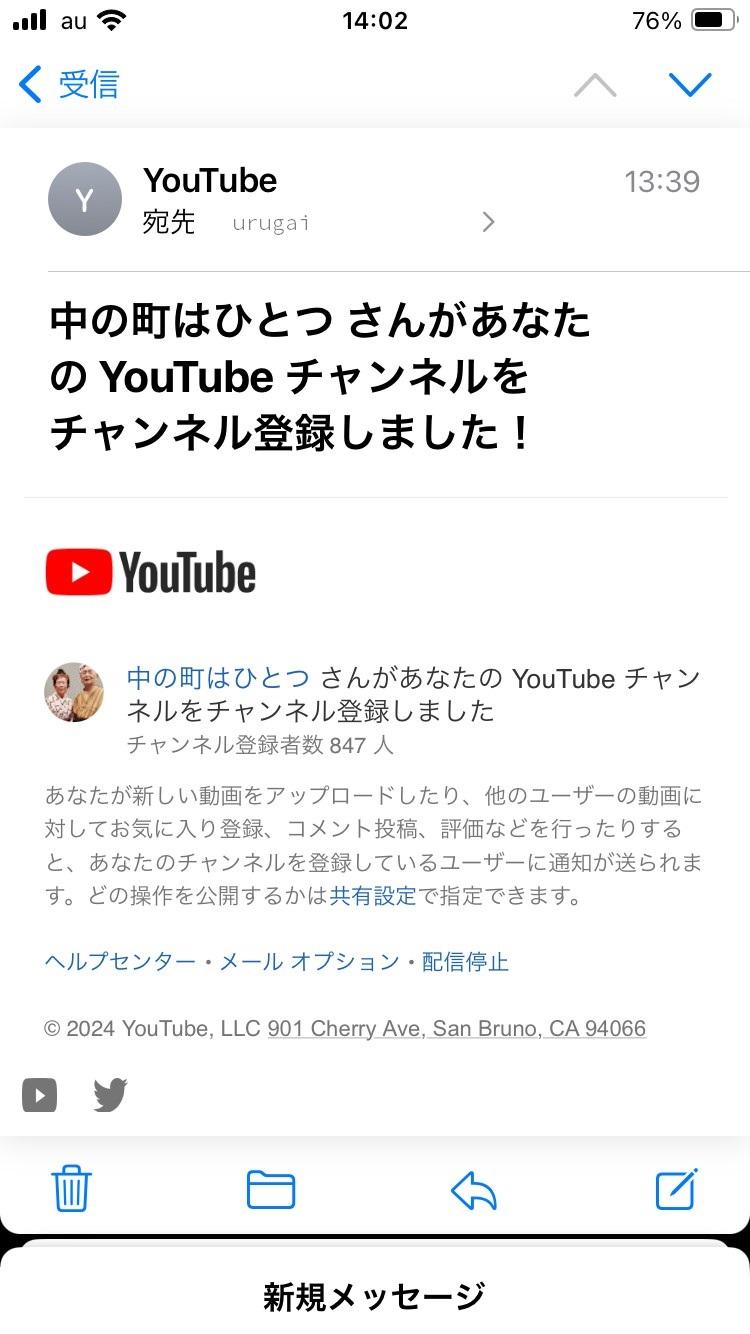 au 14:02 76%
受信
Y YouTube 13:39
宛先 urugai
中の町はひとつ さんがあなた
の YouTube チャンネルを
チャンネル登録しました！
YouTube
中の町はひとつ さんがあなたの YouTube チャン
ネルをチャンネル登録しました
チャンネル登録者数 847 人
あなたが新しい動画をアップロードしたり、他のユーザーの動画に
対してお気に入り登録、コメント投稿、評価などを行ったりする
と、あなたのチャンネルを登録しているユーザーに通知が送られま
す。どの操作を公開するかは共有設定で指定できます。
ヘルプセンター・メール オプション・配信停止
© 2024 YouTube, LLC 901 Cherry Ave, San Bruno, CA 94066
新規メッセージ